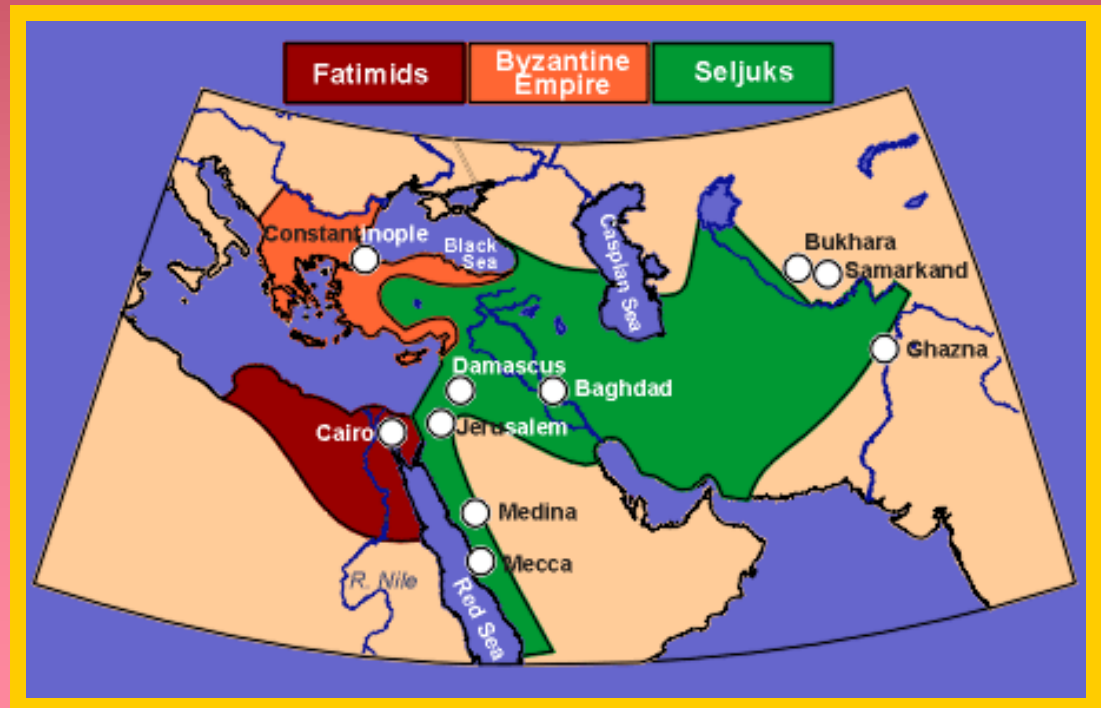 Fatimids
Byzantine
Empire
Seljuks
Constantinople
Black
Sea
Caspian Sea
Bukhara
Samarkand
Ghazna
Damascus
Baghdad
Cairo
Jerusalem
Medina
Mecca
R. Nile
Red Sea